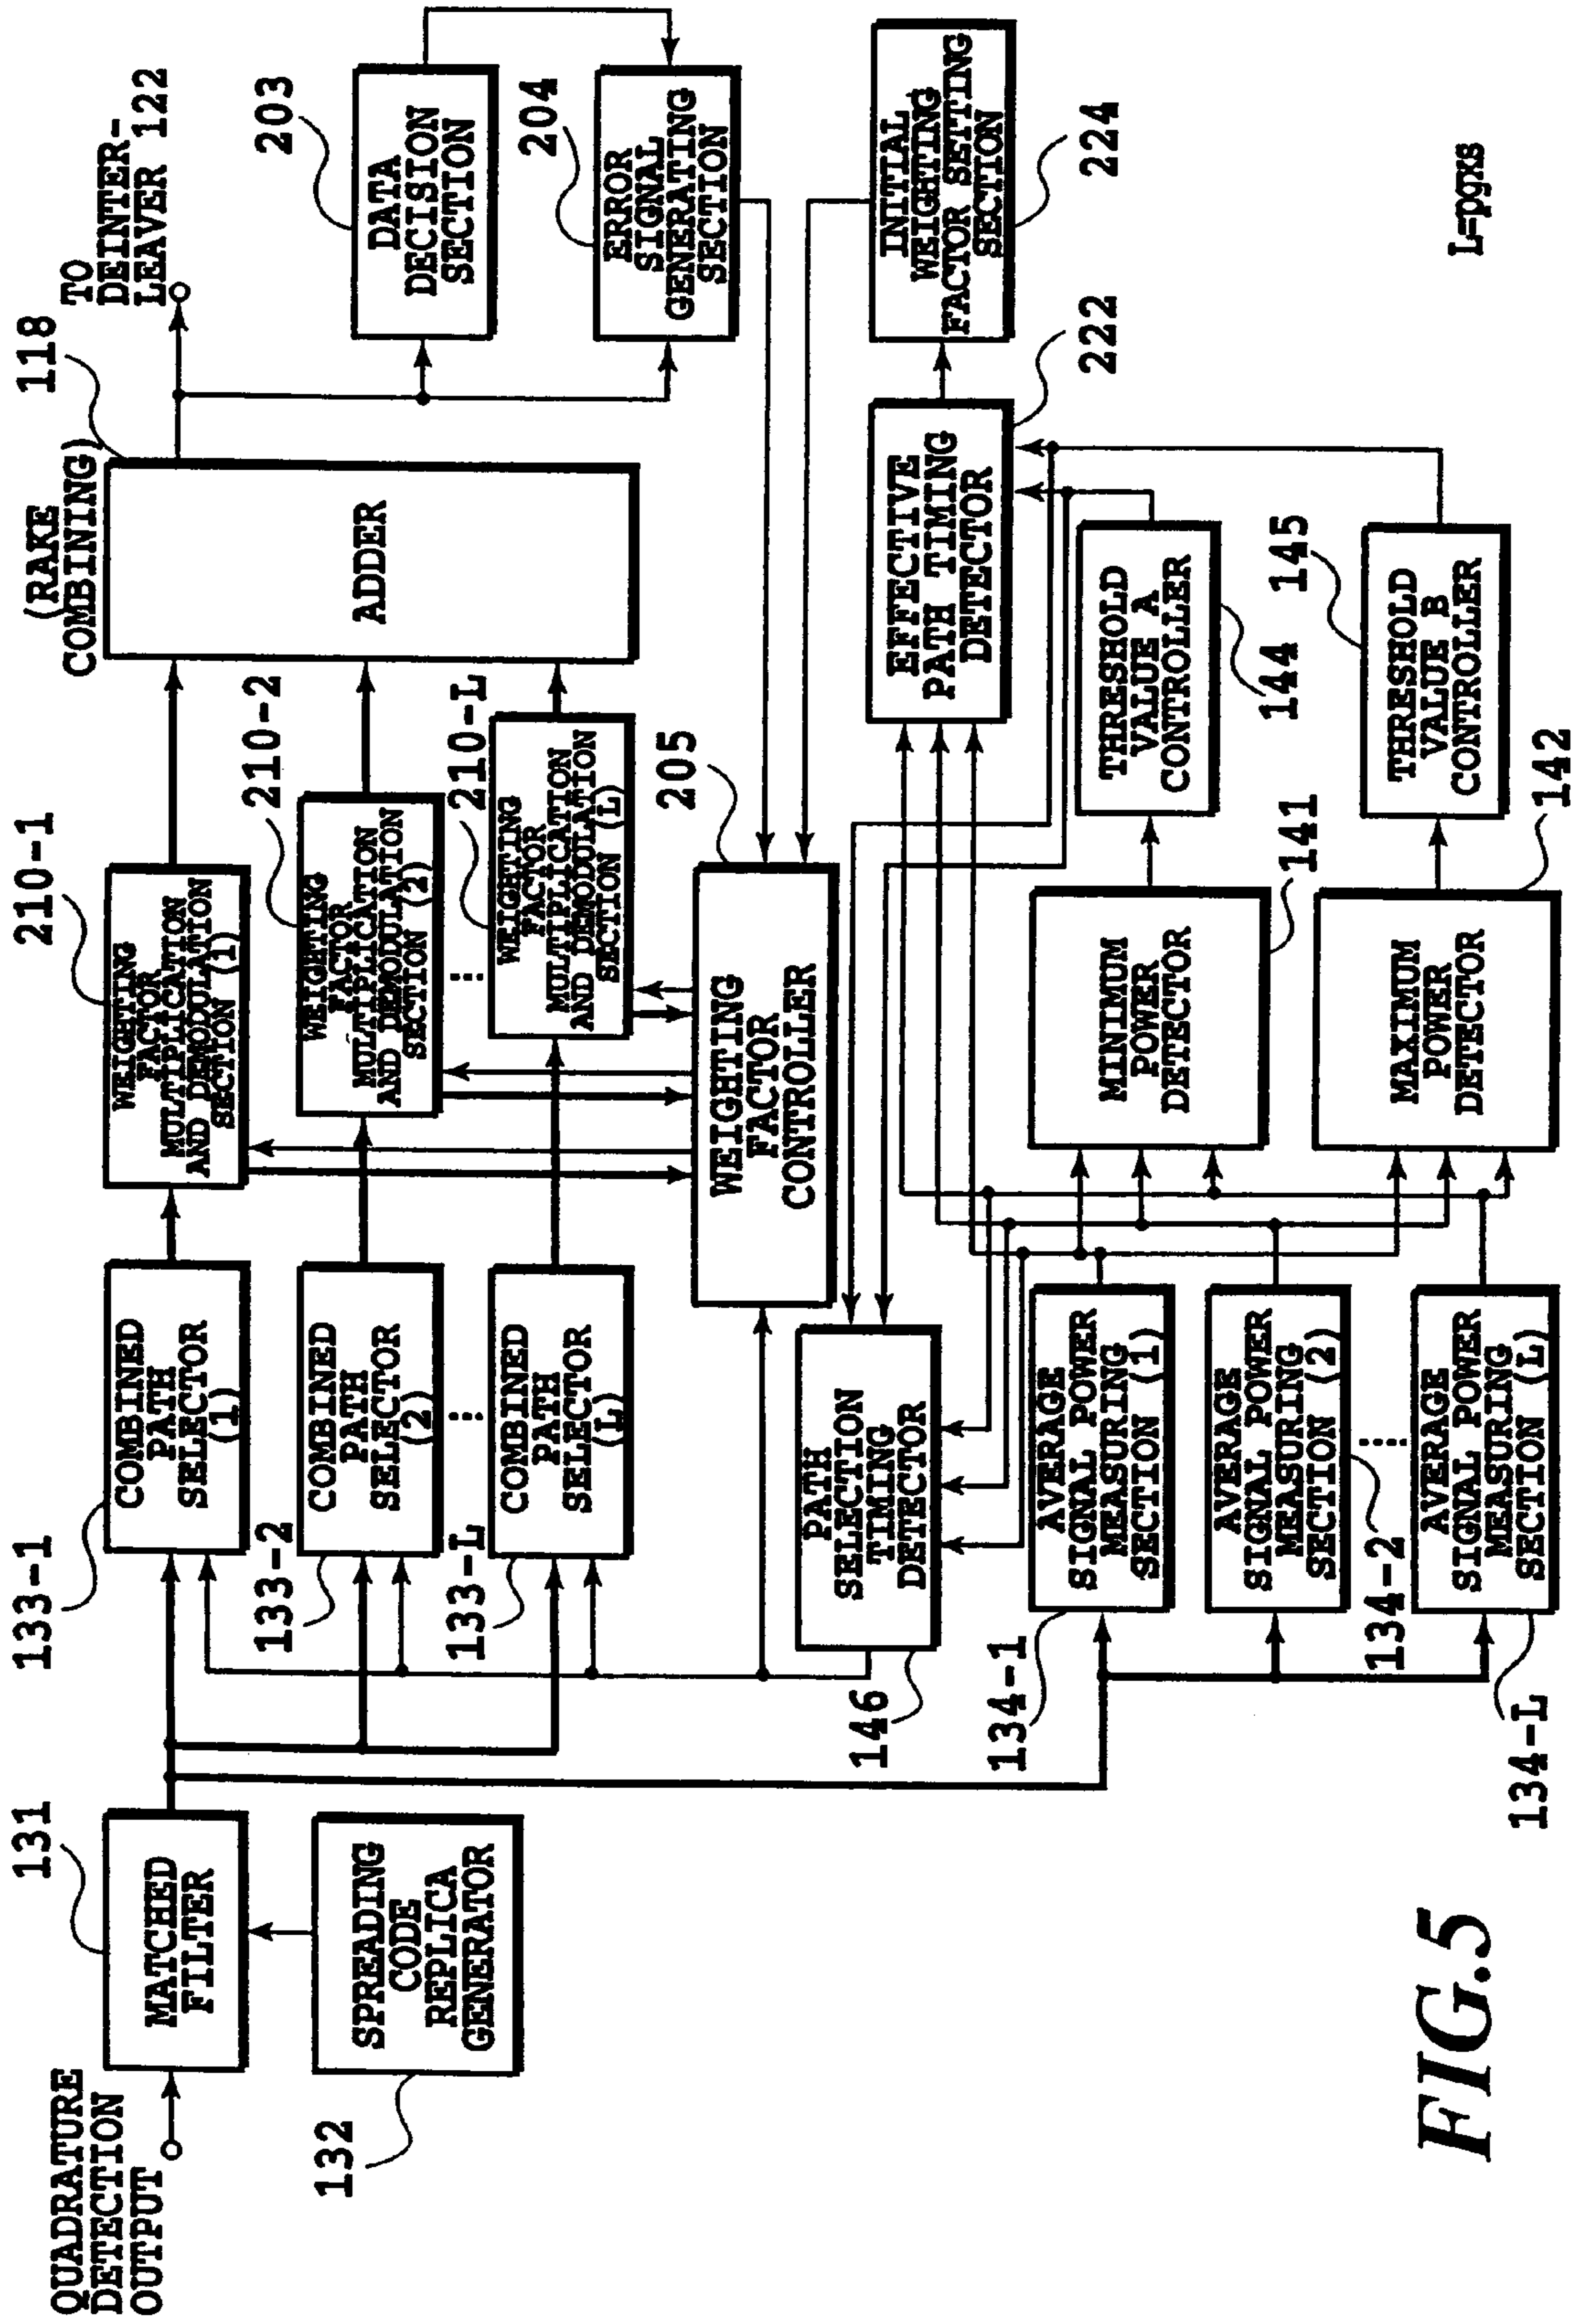 QUADRATURE
DETECTION
OUTPUT
131
MATCHED
FILTER
132
SPREADING
CODE
REPLICA
GENERATOR
133-1
COMBINED
PATH
SELECTOR
(1)
133-2
COMBINED
PATH
SELECTOR
(2)
133-L
COMBINED
PATH
SELECTOR
(L)
210-1
WEIGHTING
FACTOR
MULTIPLICATION
AND DEMODULATION
SECTION (1)
210-2
WEIGHTING
FACTOR
MULTIPLICATION
AND DEMODULATION
SECTION (2)
210-L
WEIGHTING
FACTOR
MULTIPLICATION
AND DEMODULATION
SECTION (L)
(RAKE
COMBINING)
118
ADDER
TO
DEINTER-
LEAVER 122
203
DATA
DECISION
SECTION
204
ERROR
SIGNAL
GENERATING
SECTION
205
WEIGHTING
FACTOR
CONTROLLER
146
PATH
SELECTION
TIMING
DETECTOR
EFFECTIVE
PATH TIMING
DETECTOR
222
INITIAL
WEIGHTING
FACTOR SETTING
SECTION
224
134-1
AVERAGE
SIGNAL POWER
MEASURING
SECTION (1)
134-2
AVERAGE
SIGNAL POWER
MEASURING
SECTION (2)
134-L
AVERAGE
SIGNAL POWER
MEASURING
SECTION (L)
MINIMUM
POWER
DETECTOR
141
MAXIMUM
POWER
DETECTOR
142
THRESHOLD
VALUE A
CONTROLLER
144
THRESHOLD
VALUE B
CONTROLLER
145
L=pgxs
FIG.5